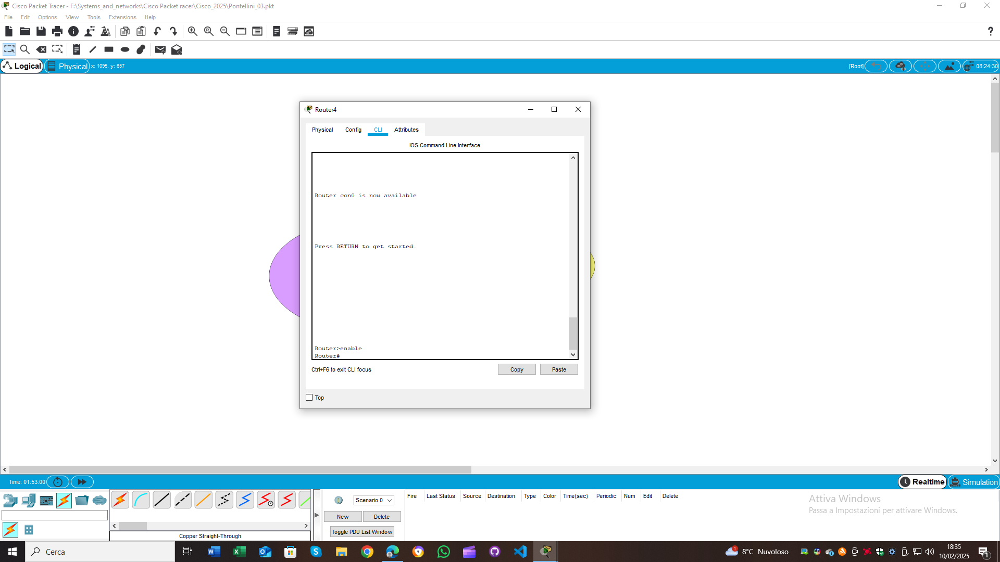 Cisco Packet Tracer - F:\Systems_and_networks\Cisco Packet racer\Cisco_2025\Pontellini_03.pkt
File Edit Options View Tools Extensions Help
Logical Physical x: 1095, y: 857 [Root] 08:24:30
Router4
Physical Config CLI Attributes
IOS Command Line Interface
Router con0 is now available
Press RETURN to get started.
Router>enable
Router#
Ctrl+F6 to exit CLI focus Copy Paste
Top
Time: 01:53:00 Realtime Simulation
Scenario 0
New Delete
Toggle PDU List Window
Fire Last Status Source Destination Type Color Time(sec) Periodic Num Edit Delete
Copper Straight-Through
Attiva Windows
Passa a Impostazioni per attivare Windows.
Cerca
1 8°C Nuvoloso
18:35
10/02/2025
1